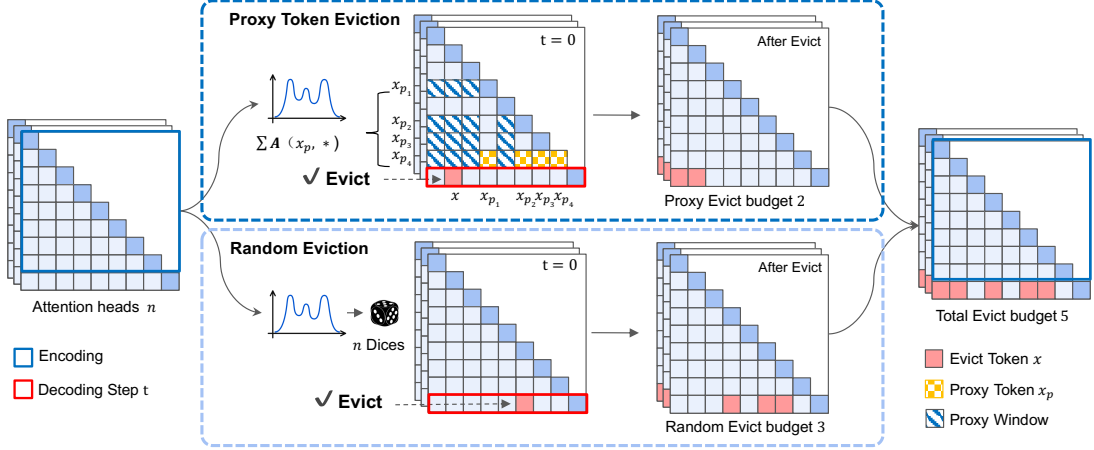 Proxy Token Eviction
t = 0
After Evict
x_{p_1}
x_{p_2}
x_{p_3}
x_{p_4}
∑ A (x_p, *)
✓ Evict
x x_{p_1} x_{p_2} x_{p_3} x_{p_4}
Proxy Evict budget 2
Random Eviction
t = 0
After Evict
n Dices
✓ Evict
Random Evict budget 3
Attention heads n
Encoding
Decoding Step t
Total Evict budget 5
Evict Token x
Proxy Token x_p
Proxy Window